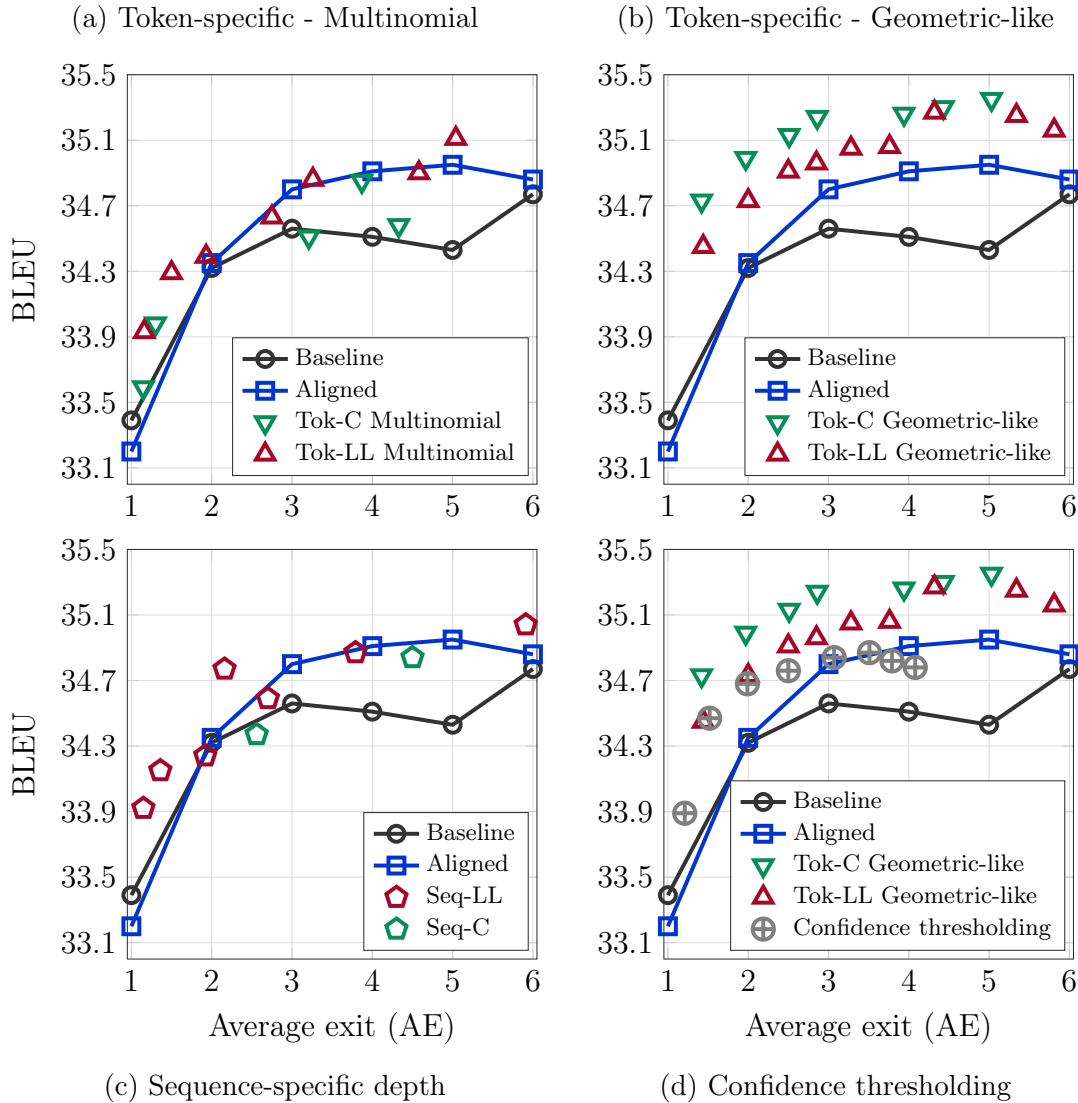 (a) Token-specific - Multinomial
(b) Token-specific - Geometric-like
35.5
35.1
34.7
34.3
33.9
33.5
33.1
BLEU
Baseline
Aligned
Tok-C Multinomial
Tok-LL Multinomial
1 2 3 4 5 6
35.5
35.1
34.7
34.3
33.9
33.5
33.1
Baseline
Aligned
Tok-C Geometric-like
Tok-LL Geometric-like
1 2 3 4 5 6
35.5
35.1
34.7
34.3
33.9
33.5
33.1
BLEU
Baseline
Aligned
Seq-LL
Seq-C
1 2 3 4 5 6
Average exit (AE)
35.5
35.1
34.7
34.3
33.9
33.5
33.1
Baseline
Aligned
Tok-C Geometric-like
Tok-LL Geometric-like
Confidence thresholding
1 2 3 4 5 6
Average exit (AE)
(c) Sequence-specific depth
(d) Confidence thresholding